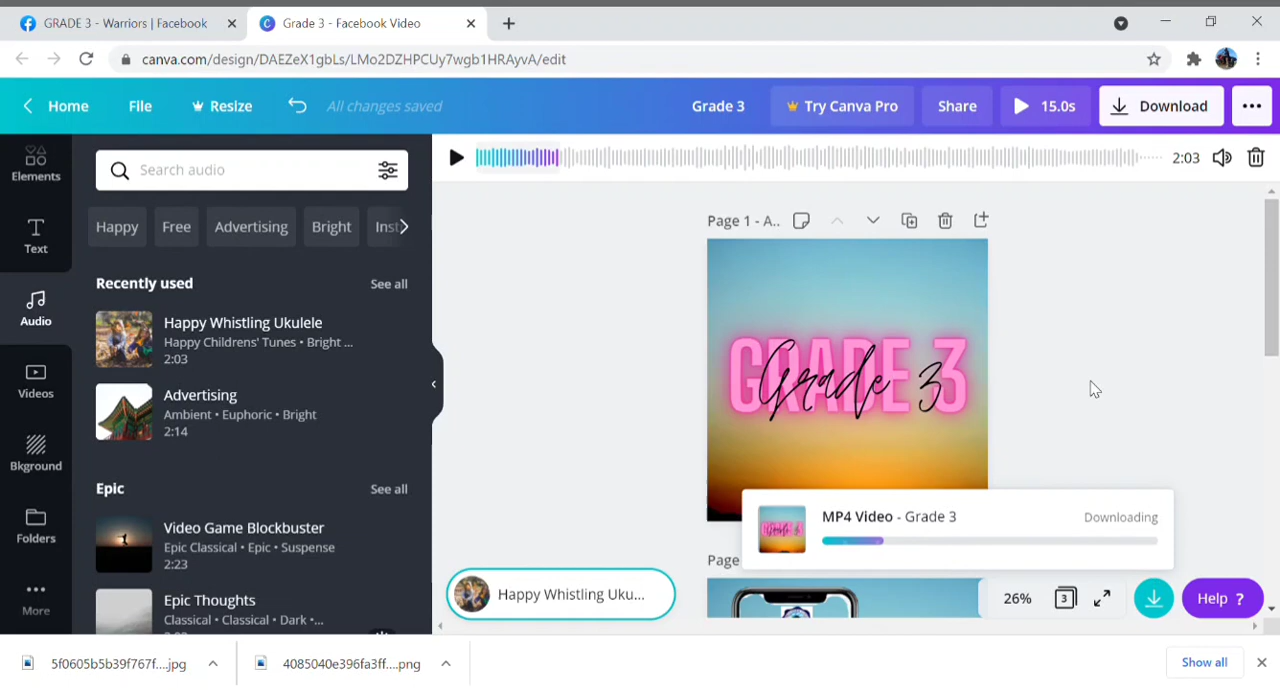 GRADE 3 - Warriors | Facebook
Grade 3 - Facebook Video
canva.com/design/DAEZeX1gbLs/LMo2DZHPCUy7wgb1HRAyvA/edit
Home
File
Resize
All changes saved
Grade 3
Try Canva Pro
Share
15.0s
Download
Elements
Text
Audio
Videos
Bkground
Folders
More
Search audio
Happy
Free
Advertising
Bright
Inst
Recently used
See all
Happy Whistling Ukulele
Happy Childrens' Tunes • Bright ...
2:03
Advertising
Ambient • Euphoric • Bright
2:14
Epic
See all
Video Game Blockbuster
Epic Classical • Epic • Suspense
2:23
Epic Thoughts
Classical • Classical • Dark •...
2:03
Page 1 - A..
GRADE 3
Grade 3
MP4 Video - Grade 3
Downloading
Page
Happy Whistling Uku...
26%
3
Help ?
5f0605b5b39f767f....jpg
4085040e396fa3ff....png
Show all